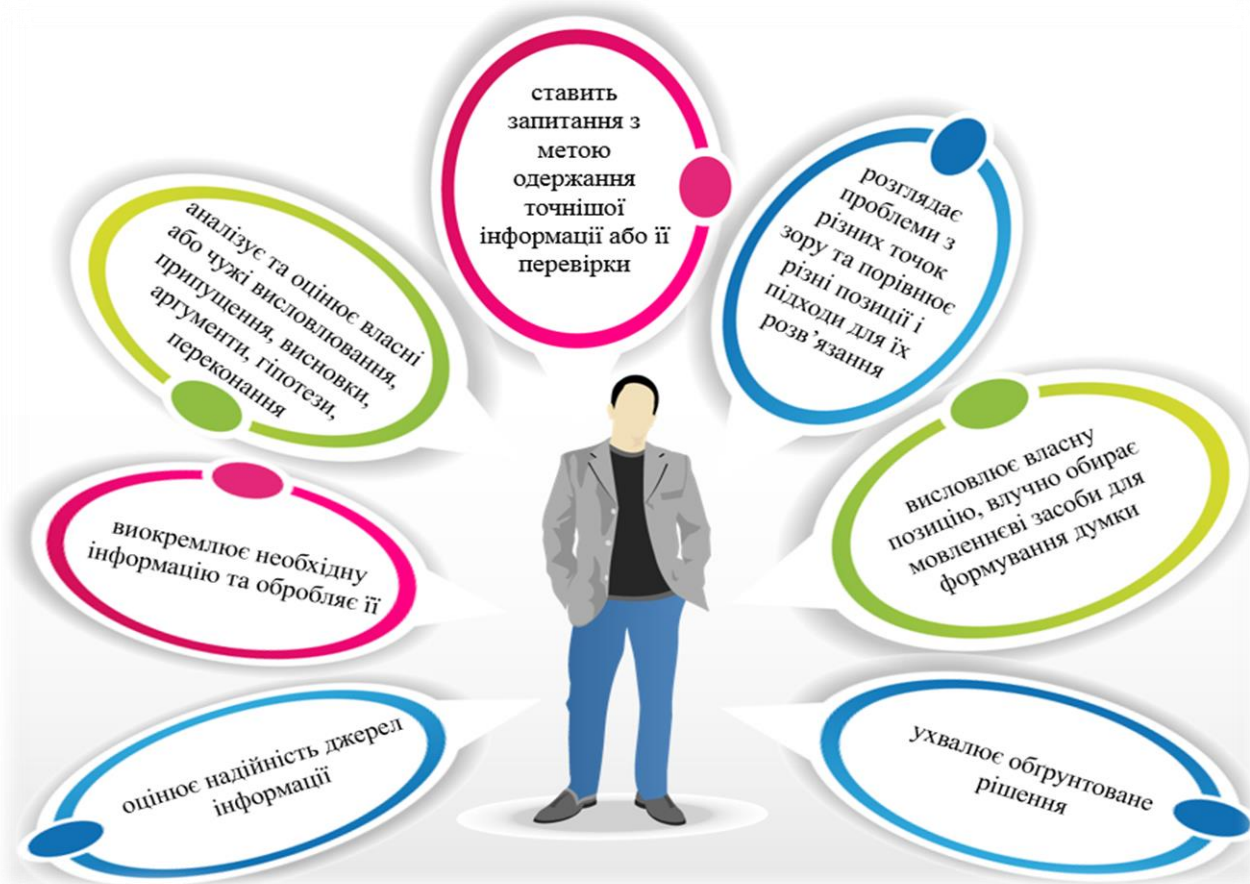 ставить
запитання з
метою
одержання
точнішої
інформації або її
перевірки
аналізує та оцінює власні
або чужі висловлювання,
припущення, висновки,
аргументи, гіпотези,
переконання
розглядає
проблеми з
різних точок
зору та порівнює
різні позиції і
підходи для їх
розв’язання
виокремлює необхідну
інформацію та обробляє її
висловлює власну
позицію, влучно обирає
мовленнєві засоби для
формування думки
оцінює надійність джерел
інформації
ухвалює обґрунтоване
рішення